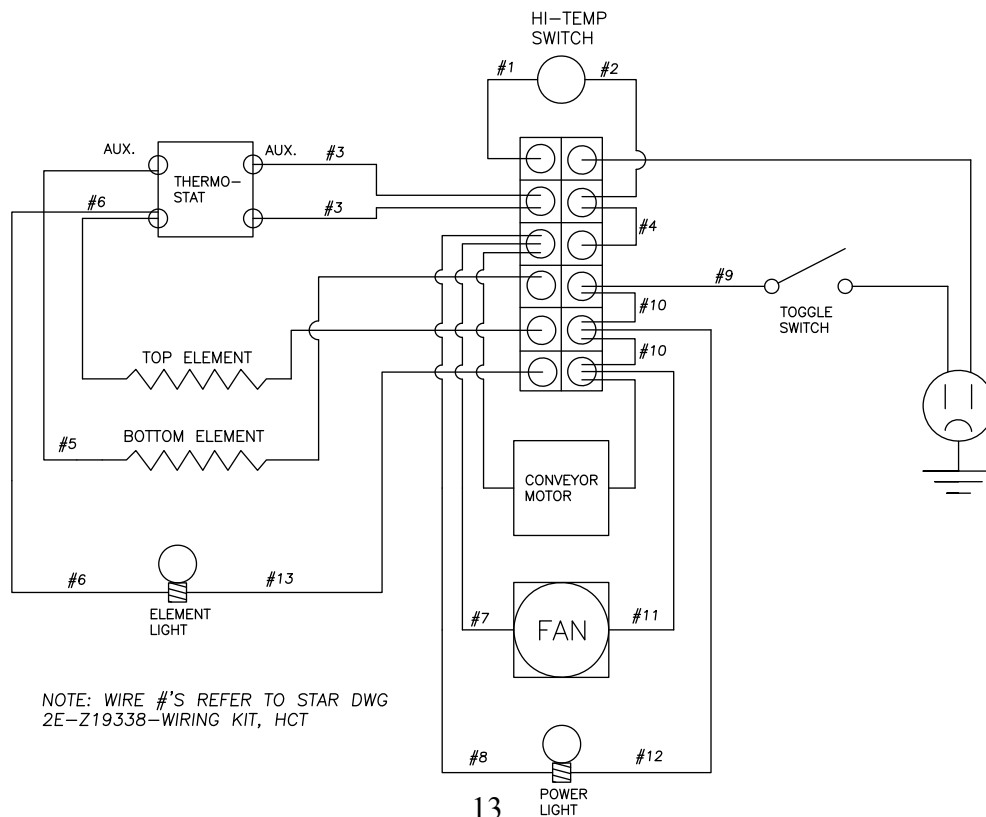 HI-TEMP
SWITCH
#1
#2
AUX.
AUX.
#3
THERMO-
STAT
#6
#3
#4
#9
#10
TOGGLE
SWITCH
#10
TOP ELEMENT
BOTTOM ELEMENT
#5
CONVEYOR
MOTOR
#6
#13
ELEMENT
LIGHT
#7
FAN
#11
NOTE: WIRE #'S REFER TO STAR DWG
2E-Z19338-WIRING KIT, HCT
#8
#12
POWER
LIGHT
13